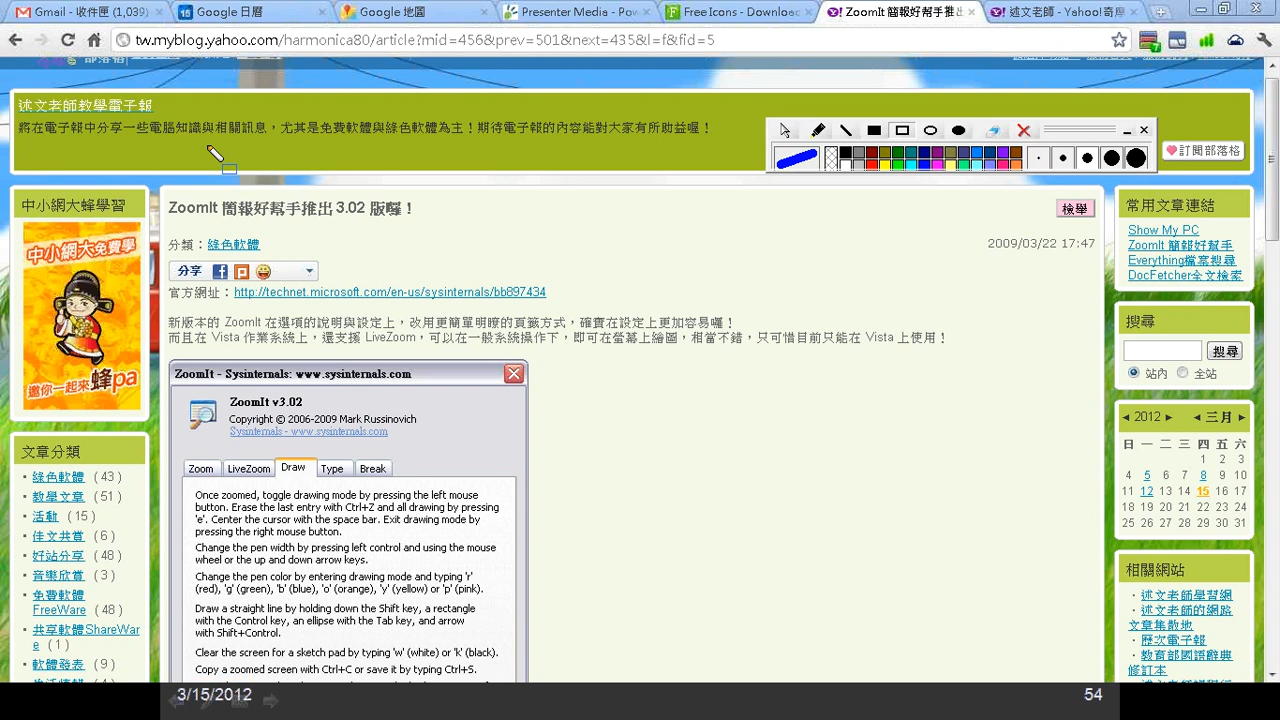 Gmail - 收件匣 (1,039)
Google 日曆
Google 地圖
Presenter Media - Pow
Free Icons - Downloac
ZoomIt 簡報好幫手推出
述文老師 - Yahoo!奇摩
tw.myblog.yahoo.com/harmonica80/article?mid=456&prev=501&next=435&l=f&fid=5
述文老師教學電子報
將在電子報中分享一些電腦知識與相關訊息，尤其是免費軟體與綠色軟體為主！期待電子報的內容能對大家有所助益喔！
訂閱部落格
中小網大蜂學習
中小網大免費學
邀你一起來蜂pa
ZoomIt 簡報好幫手推出 3.02 版囉！
檢舉
分類：綠色軟體
2009/03/22 17:47
分享
官方網址：http://technet.microsoft.com/en-us/sysinternals/bb897434
新版本的 ZoomIt 在選項的說明與設定上，改用更簡單明瞭的頁籤方式，確實在設定上更加容易囉！
而且在 Vista 作業系統上，還支援 LiveZoom，可以在一般系統操作下，即可在螢幕上繪圖，相當不錯，只可惜目前只能在 Vista 上使用！
ZoomIt - Sysinternals: www.sysinternals.com
ZoomIt v3.02
Copyright © 2006-2009 Mark Russinovich
Sysinternals - www.sysinternals.com
Zoom LiveZoom Draw Type Break
Once zoomed, toggle drawing mode by pressing the left mouse
button. Erase the last entry with Ctrl+Z and all drawing by pressing
'e'. Center the cursor with the space bar. Exit drawing mode by
pressing the right mouse button.
Change the pen width by pressing left control and using the mouse
wheel or the up and down arrow keys.
Change the pen color by entering drawing mode and typing 'r'
(red), 'g' (green), 'b' (blue), 'o' (orange), 'y' (yellow) or 'p' (pink).
Draw a straight line by holding down the Shift key, a rectangle
with the Control key, an ellipse with the Tab key, and arrow
with Shift+Control.
Clear the screen for a sketch pad by typing 'w' (white) or 'k' (black).
Copy a zoomed screen with Ctrl+C or save it by typing Ctrl+S.
文章分類
綠色軟體 ( 43 )
教學文章 ( 51 )
活動 ( 15 )
佳文共賞 ( 6 )
好站分享 ( 48 )
音樂欣賞 ( 3 )
免費軟體
FreeWare ( 48 )
共享軟體ShareWar
e ( 1 )
軟體發表 ( 9 )
常用文章連結
Show My PC
ZoomIt 簡報好幫手
Everything檔案搜尋
DocFetcher全文檢索
搜尋
搜尋
站內 全站
2012 三月
日 一 二 三 四 五 六
1 2 3
4 5 6 7 8 9 10
11 12 13 14 15 16 17
18 19 20 21 22 23 24
25 26 27 28 29 30 31
相關網站
述文老師學習網
述文老師的網路
文章集散地
歷次電子報
教育部國語辭典
修訂本
3/15/2012
54